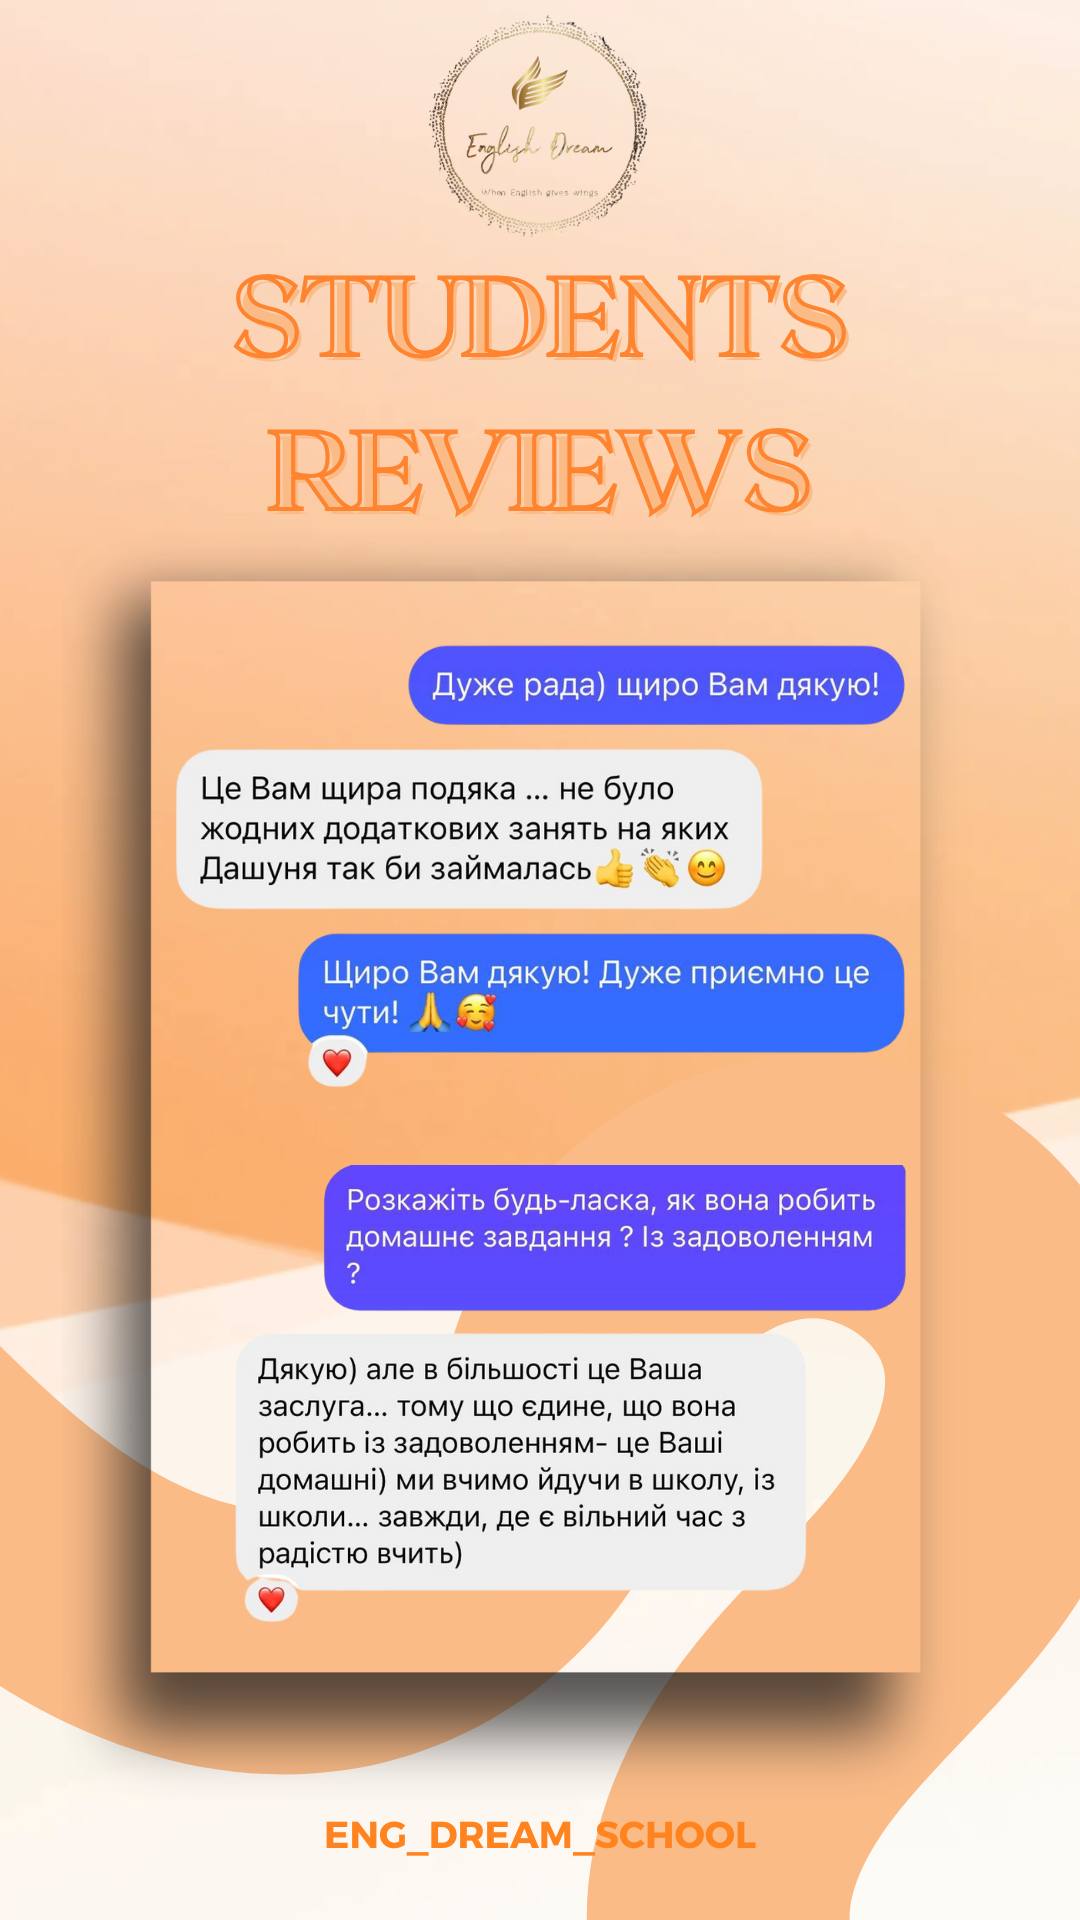 English Dream
When English gives wings
STUDENTS
REVIEWS
Дуже рада) щиро Вам дякую!
Це Вам щира подяка ... не було
жодних додаткових занять на яких
Дашуня так би займалась👍👏😊
Щиро Вам дякую! Дуже приємно це
чути! 🙏🥰
❤️
Розкажіть будь-ласка, як вона робить
домашнє завдання ? Із задоволенням
?
Дякую) але в більшості це Ваша
заслуга... тому що єдине, що вона
робить із задоволенням- це Ваші
домашні) ми вчимо йдучи в школу, із
школи... завжди, де є вільний час з
радістю вчить)
❤️
ENG_DREAM_SCHOOL